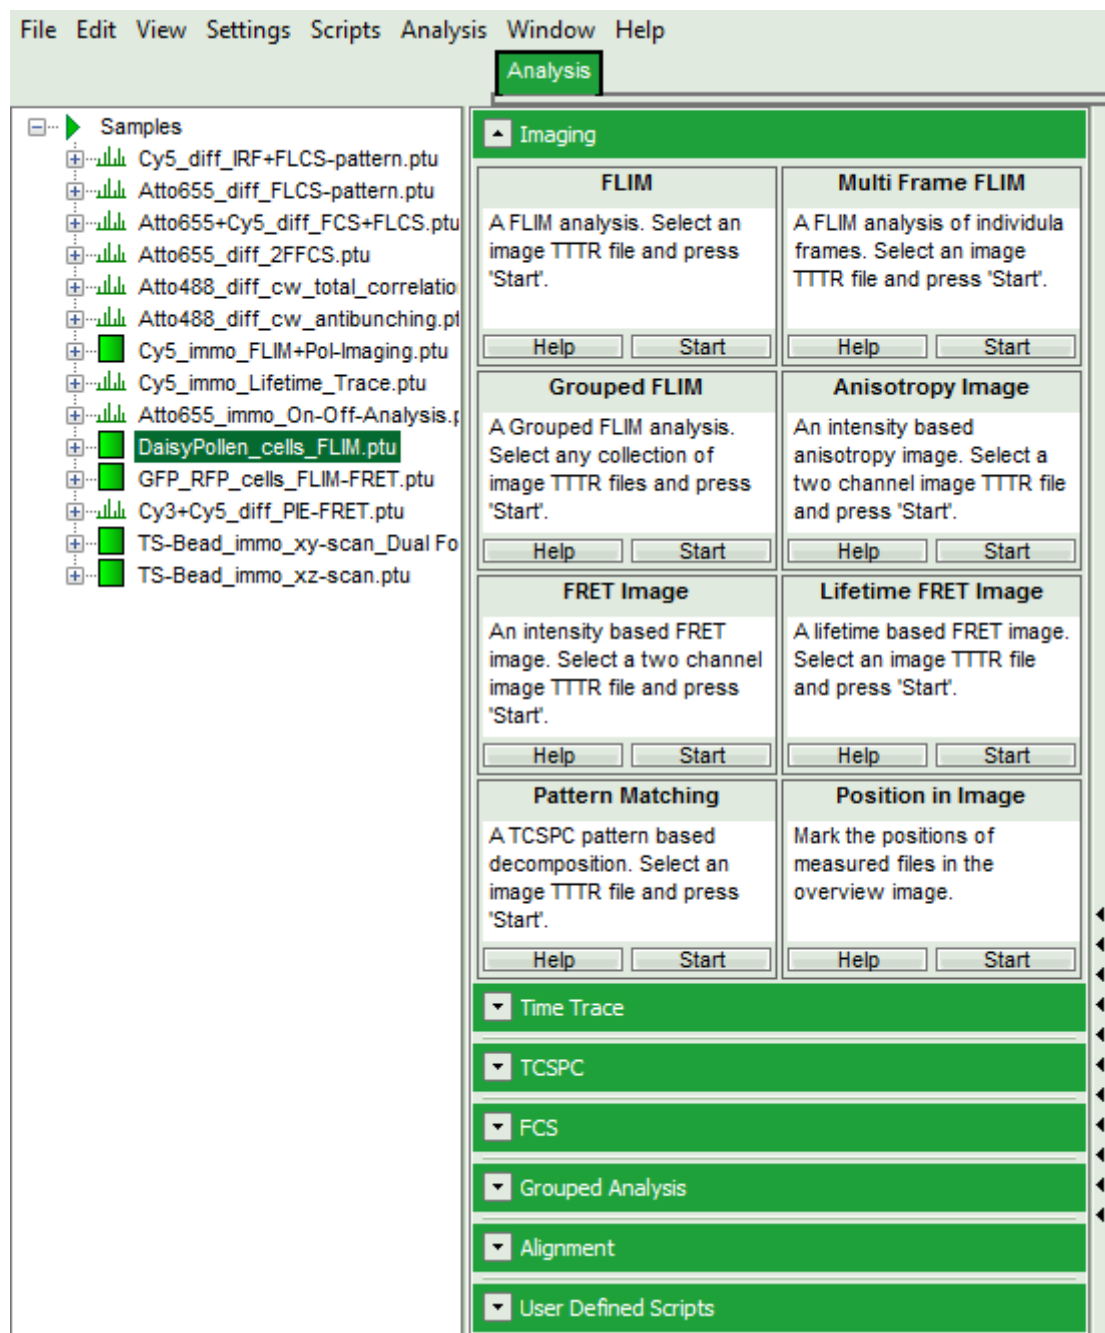 File Edit View Settings Scripts Analysis Window Help
Analysis
Samples
Cy5_diff_IRF+FLCS-pattern.ptu
Atto655_diff_FLCS-pattern.ptu
Atto655+Cy5_diff_FCS+FLCS.ptu
Atto655_diff_2FFCS.ptu
Atto488_diff_cw_total_correlatio
Atto488_diff_cw_antibunching.pt
Cy5_immo_FLIM+Pol-Imaging.ptu
Cy5_immo_Lifetime_Trace.ptu
Atto655_immo_On-Off-Analysis.p
DaisyPollen_cells_FLIM.ptu
GFP_RFP_cells_FLIM-FRET.ptu
Cy3+Cy5_diff_PIE-FRET.ptu
TS-Bead_immo_xy-scan_Dual Fo
TS-Bead_immo_xz-scan.ptu
Imaging
FLIM
A FLIM analysis. Select an
image TTTR file and press
'Start'.
Help Start
Multi Frame FLIM
A FLIM analysis of individula
frames. Select an image
TTTR file and press 'Start'.
Help Start
Grouped FLIM
A Grouped FLIM analysis.
Select any collection of
image TTTR files and press
'Start'.
Help Start
Anisotropy Image
An intensity based
anisotropy image. Select a
two channel image TTTR file
and press 'Start'.
Help Start
FRET Image
An intensity based FRET
image. Select a two channel
image TTTR file and press
'Start'.
Help Start
Lifetime FRET Image
A lifetime based FRET image.
Select an image TTTR file
and press 'Start'.
Help Start
Pattern Matching
A TCSPC pattern based
decomposition. Select an
image TTTR file and press
'Start'.
Help Start
Position in Image
Mark the positions of
measured files in the
overview image.
Help Start
Time Trace
TCSPC
FCS
Grouped Analysis
Alignment
User Defined Scripts